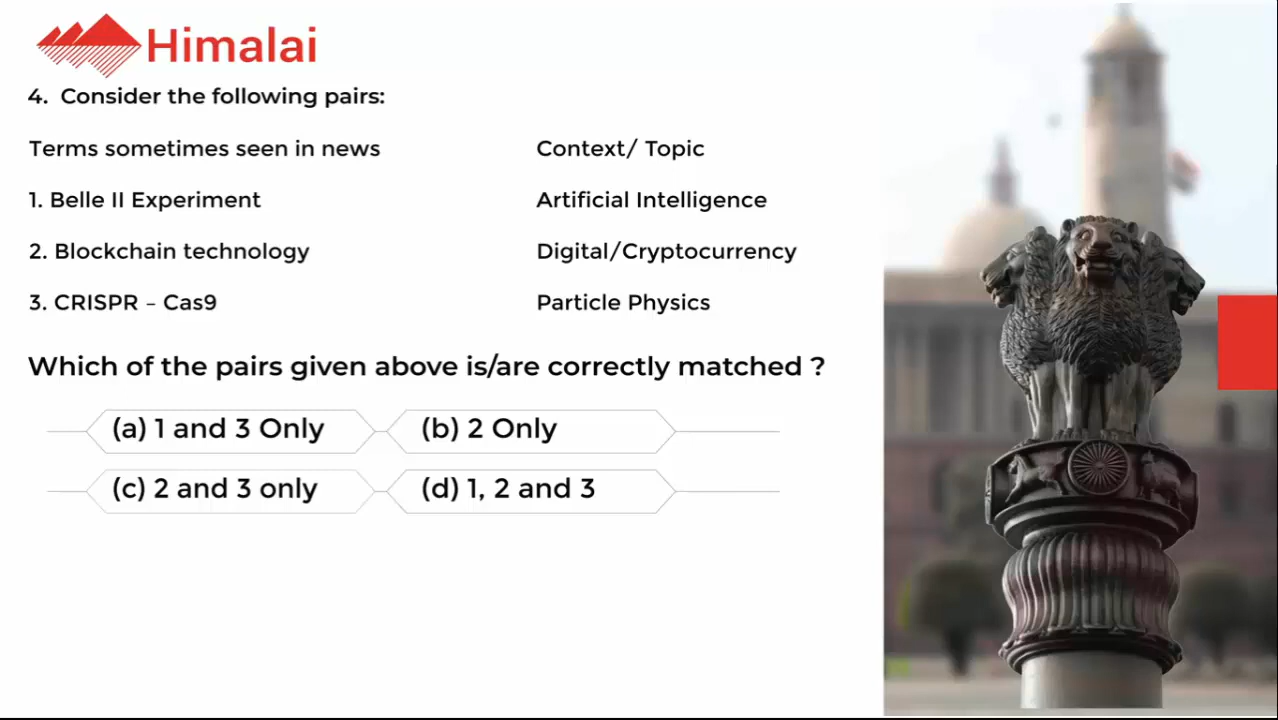 Himalai
4. Consider the following pairs:
Terms sometimes seen in news Context/ Topic
1. Belle II Experiment Artificial Intelligence
2. Blockchain technology Digital/Cryptocurrency
3. CRISPR – Cas9 Particle Physics
Which of the pairs given above is/are correctly matched ?
(a) 1 and 3 Only (b) 2 Only
(c) 2 and 3 only (d) 1, 2 and 3